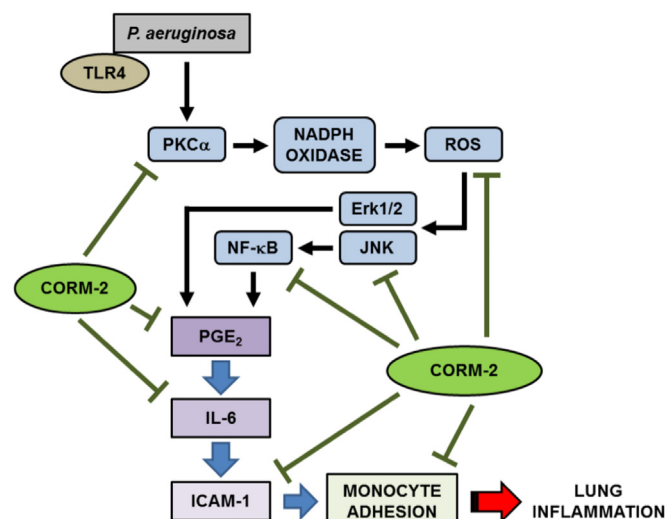 P. aeruginosa
TLR4
PKCα
NADPH
OXIDASE
ROS
Erk1/2
NF-κB
JNK
CORM-2
PGE₂
CORM-2
IL-6
ICAM-1
MONOCYTE
ADHESION
LUNG
INFLAMMATION